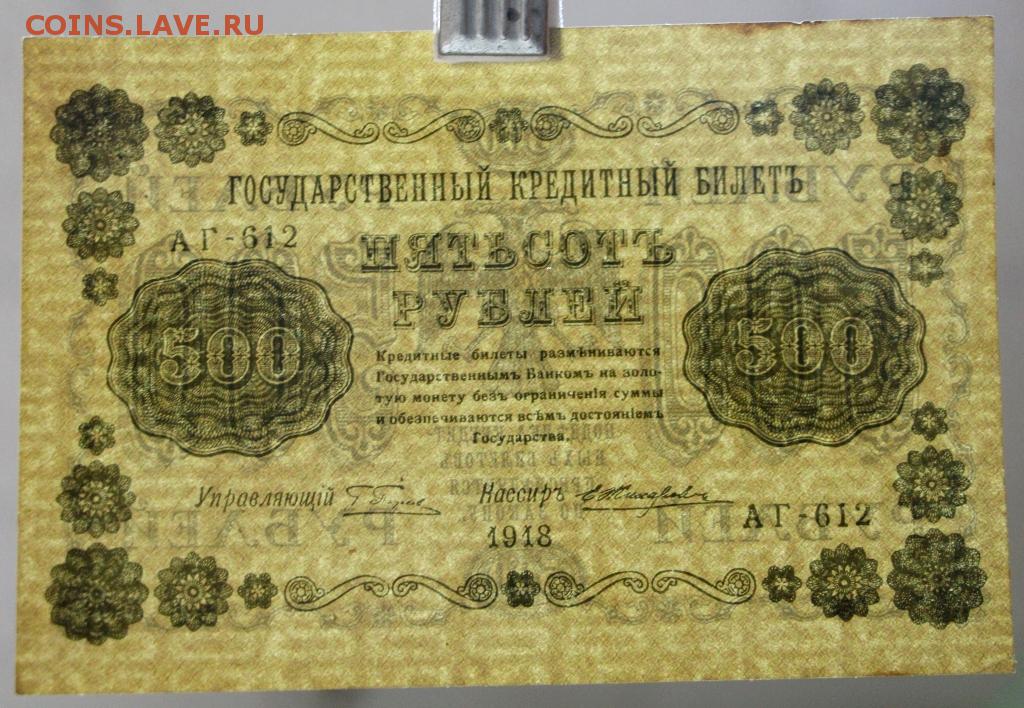 COINS.LAVE.RU
ГОСУДАРСТВЕННЫЙ КРЕДИТНЫЙ БИЛЕТЪ
АГ-612
ПЯТЬСОТЪ
РУБЛЕЙ
500
500
Кредитные билеты размѣниваются
Государственнымъ Банкомъ на золо-
тую монету безъ ограниченія суммы
и обезпечиваются всѣмъ достояніемъ
Государства.
Управляющій
Кассиръ
АГ-612
1918